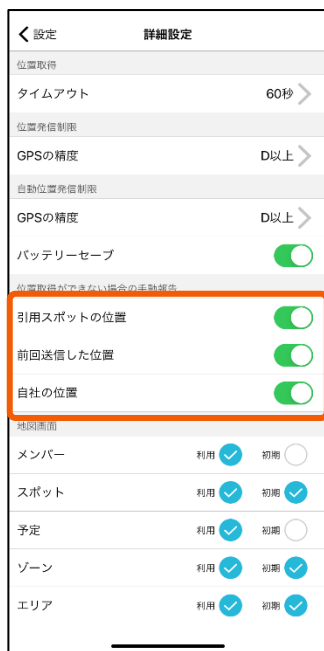 設定 詳細設定
位置取得
タイムアウト 60秒
位置発信制限
GPSの精度 D以上
自動位置発信制限
GPSの精度 D以上
バッテリーセーブ
位置取得ができない場合の手動報告
引用スポットの位置
前回送信した位置
自社の位置
地図画面
メンバー 利用 初期
スポット 利用 初期
予定 利用 初期
ゾーン 利用 初期
エリア 利用 初期